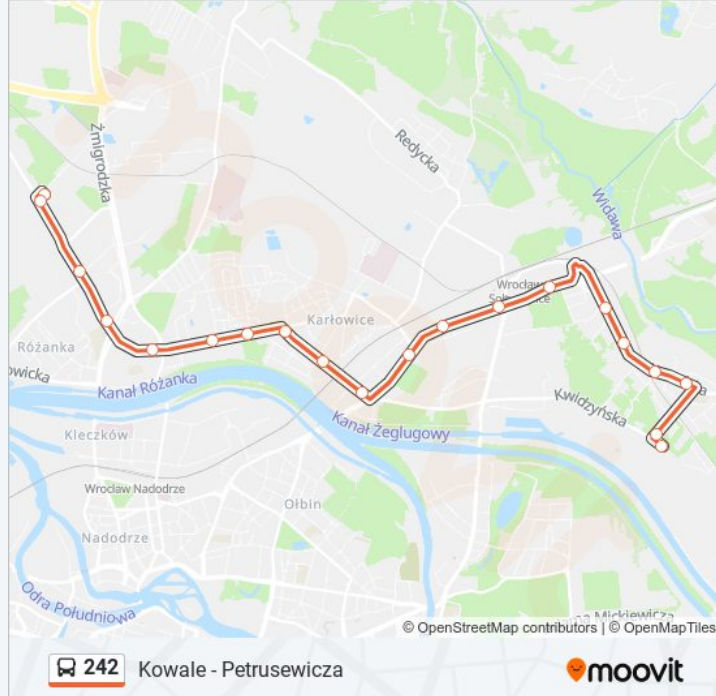 Żmigrodzka
Redycka
Widawa
Wrocław
Karłowice
Różanka
owicka
Kanał Różanka
Kwidzyńska
Kanał Żeglugowy
Kleczków
Wrocław Nadodrze
Ołbin
Nadodrze
Odra Południowa
Mickiewicza
© OpenStreetMap contributors | © OpenMapTiles
242 Kowale - Petrusewicza
moovit